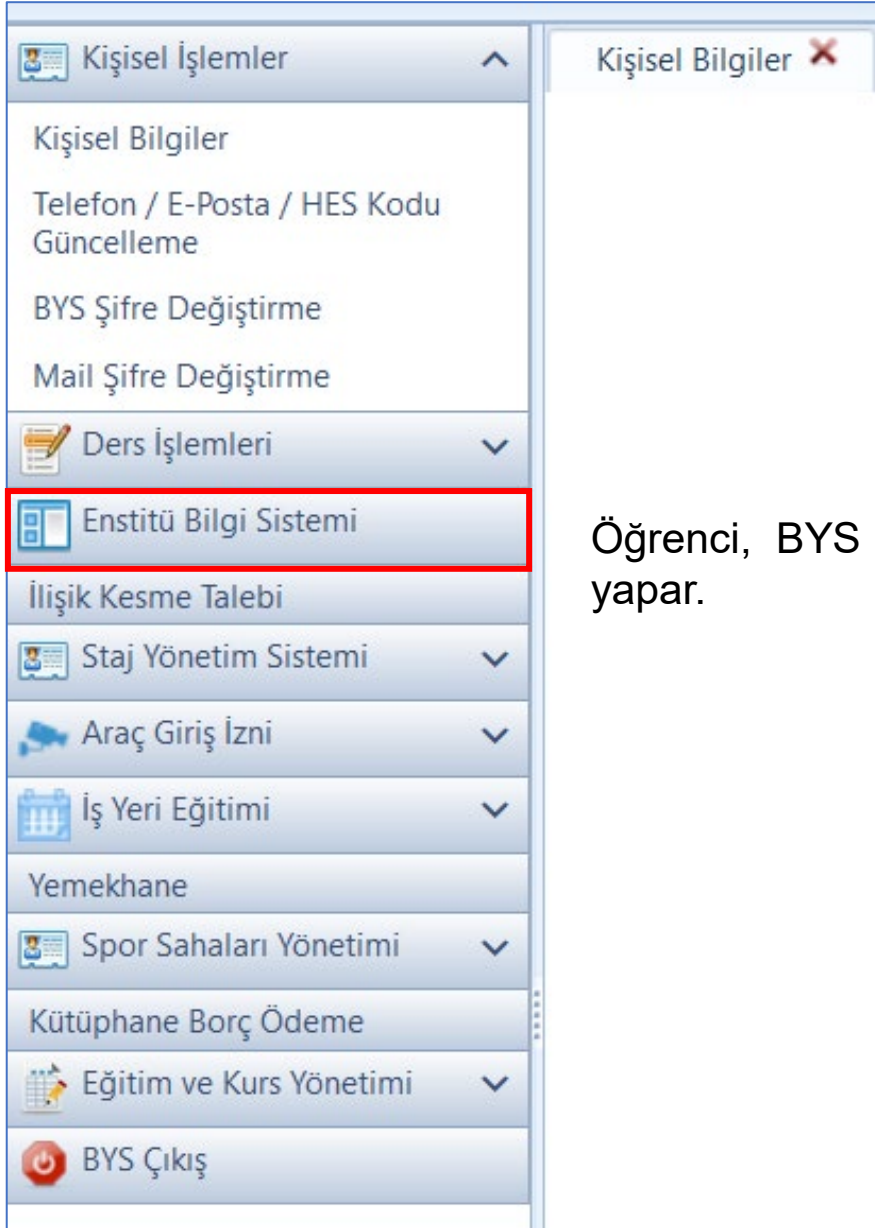 Kişisel İşlemler
Kişisel Bilgiler
Telefon / E-Posta / HES Kodu
Güncelleme
BYS Şifre Değiştirme
Mail Şifre Değiştirme
Ders İşlemleri
Enstitü Bilgi Sistemi
İlişik Kesme Talebi
Staj Yönetim Sistemi
Araç Giriş İzni
İş Yeri Eğitimi
Yemekhane
Spor Sahaları Yönetimi
Kütüphane Borç Ödeme
Eğitim ve Kurs Yönetimi
BYS Çıkış
Kişisel Bilgiler
Öğrenci, BYS
yapar.